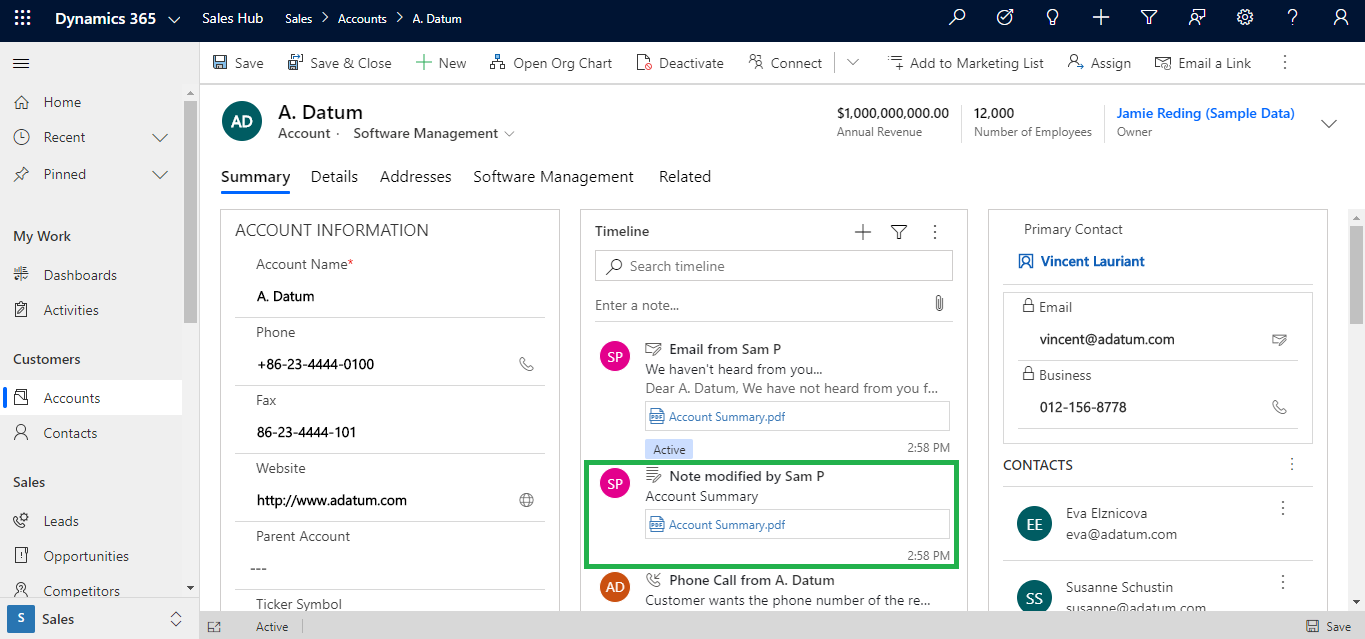 Dynamics 365 Sales Hub Sales > Accounts > A. Datum
Save Save & Close New Open Org Chart Deactivate Connect Add to Marketing List Assign Email a Link
Home
Recent
Pinned
My Work
Dashboards
Activities
Customers
Accounts
Contacts
Sales
Leads
Opportunities
Competitors
S Sales
AD
A. Datum
Account · Software Management
$1,000,000,000.00
Annual Revenue
12,000
Number of Employees
Jamie Reding (Sample Data)
Owner
Summary Details Addresses Software Management Related
ACCOUNT INFORMATION
Account Name*
A. Datum
Phone
+86-23-4444-0100
Fax
86-23-4444-101
Website
http://www.adatum.com
Parent Account
---
Ticker Symbol
Timeline
Search timeline
Enter a note...
SP
Email from Sam P
We haven't heard from you...
Dear A. Datum, We have not heard from you f...
PDF Account Summary.pdf
Active 2:58 PM
SP
Note modified by Sam P
Account Summary
PDF Account Summary.pdf
2:58 PM
AD
Phone Call from A. Datum
Customer wants the phone number of the re...
Primary Contact
Vincent Lauriant
Email
vincent@adatum.com
Business
012-156-8778
CONTACTS
EE
Eva Elznicova
eva@adatum.com
SS
Susanne Schustin
susanne@adatum.com
Active
Save